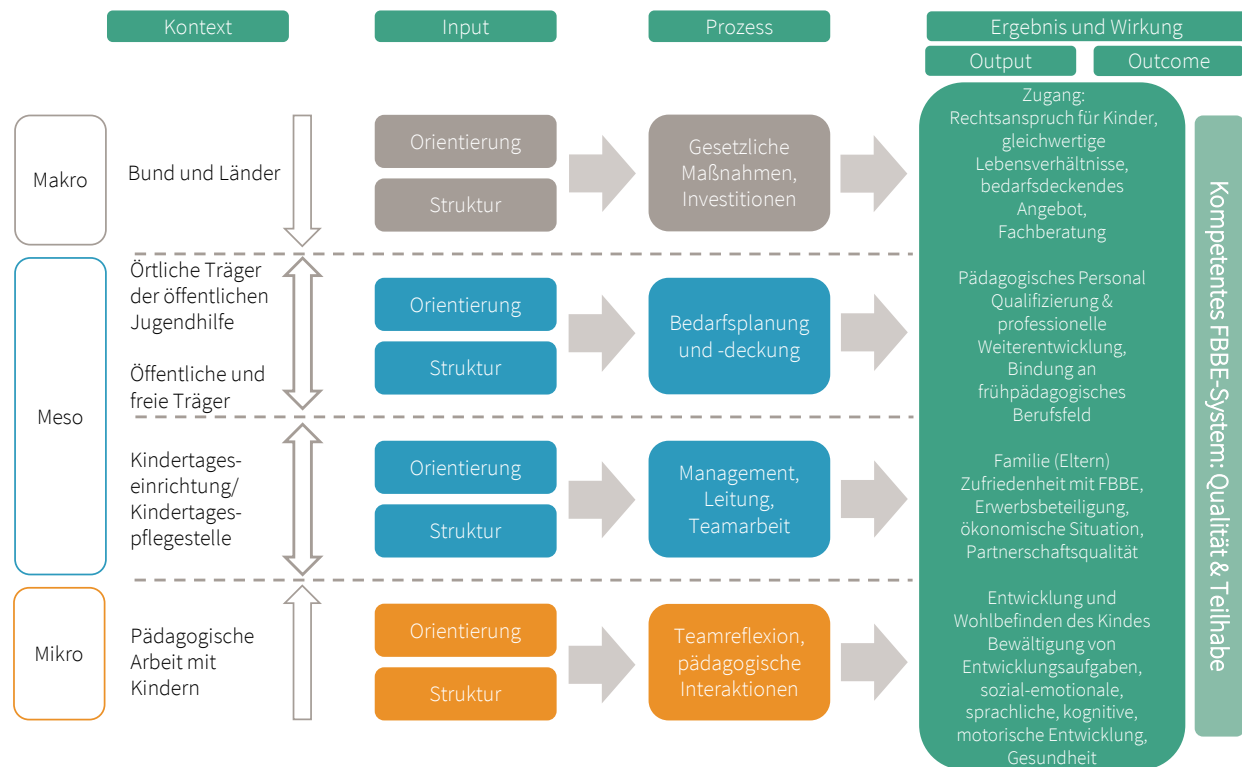 Kontext
Input
Prozess
Ergebnis und Wirkung
Output
Outcome
Makro
Bund und Länder
Orientierung
Struktur
Gesetzliche
Maßnahmen,
Investitionen
Zugang:
Rechtsanspruch für Kinder,
gleichwertige
Lebensverhältnisse,
bedarfsdeckendes
Angebot,
Fachberatung
Meso
Örtliche Träger
der öffentlichen
Jugendhilfe
Öffentliche und
freie Träger
Orientierung
Struktur
Bedarfsplanung
und -deckung
Pädagogisches Personal
Qualifizierung &
professionelle
Weiterentwicklung,
Bindung an
frühpädagogisches
Berufsfeld
Kindertages-
einrichtung/
Kindertages-
pflegestelle
Orientierung
Struktur
Management,
Leitung,
Teamarbeit
Familie (Eltern)
Zufriedenheit mit FBBE,
Erwerbsbeteiligung,
ökonomische Situation,
Partnerschaftsqualität
Mikro
Pädagogische
Arbeit mit
Kindern
Orientierung
Struktur
Teamreflexion,
pädagogische
Interaktionen
Entwicklung und
Wohlbefinden des Kindes
Bewältigung von
Entwicklungsaufgaben,
sozial-emotionale,
sprachliche, kognitive,
motorische Entwicklung,
Gesundheit
Kompetentes FBBE-System: Qualität & Teilhabe